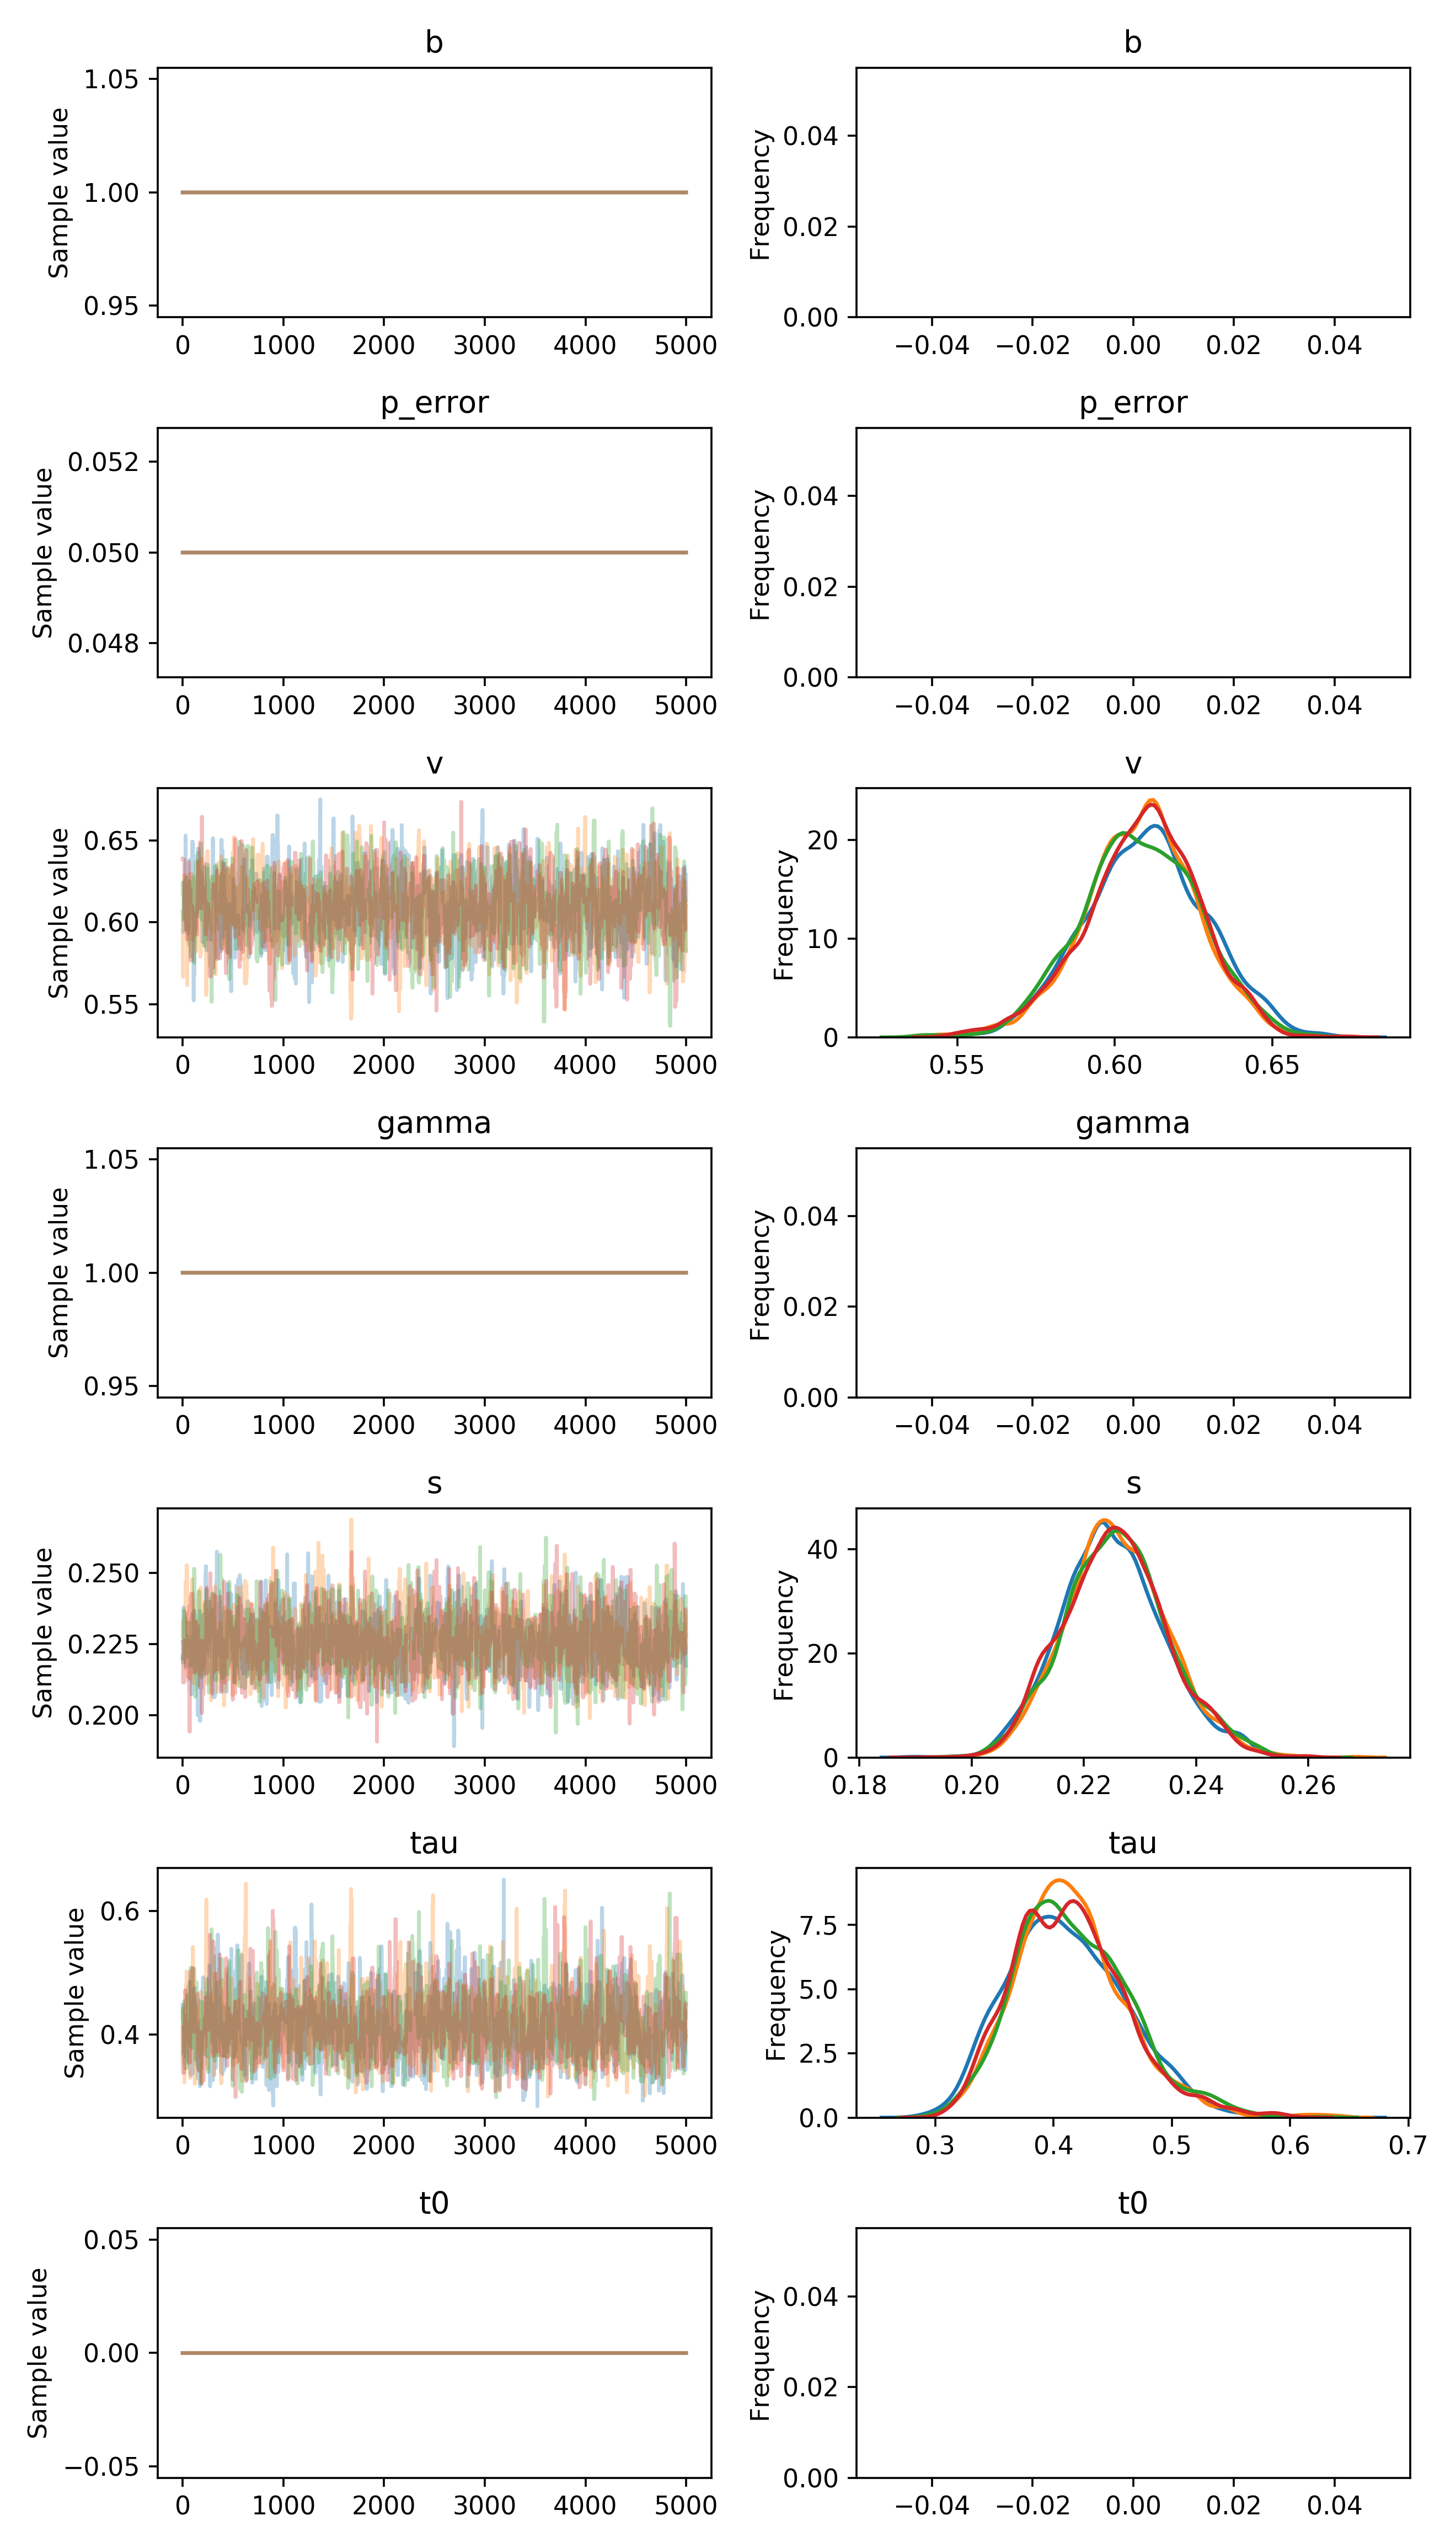 b
1.05
1.00
0.95
Sample value
0 1000 2000 3000 4000 5000
b
0.04
0.02
0.00
Frequency
−0.04 −0.02 0.00 0.02 0.04
p_error
0.052
0.050
0.048
Sample value
0 1000 2000 3000 4000 5000
p_error
0.04
0.02
0.00
Frequency
−0.04 −0.02 0.00 0.02 0.04
v
0.65
0.60
0.55
Sample value
0 1000 2000 3000 4000 5000
v
20
10
0
Frequency
0.55 0.60 0.65
gamma
1.05
1.00
0.95
Sample value
0 1000 2000 3000 4000 5000
gamma
0.04
0.02
0.00
Frequency
−0.04 −0.02 0.00 0.02 0.04
s
0.250
0.225
0.200
Sample value
0 1000 2000 3000 4000 5000
s
40
20
0
Frequency
0.18 0.20 0.22 0.24 0.26
tau
0.6
0.4
Sample value
0 1000 2000 3000 4000 5000
tau
7.5
5.0
2.5
0.0
Frequency
0.3 0.4 0.5 0.6 0.7
t0
0.05
0.00
−0.05
Sample value
0 1000 2000 3000 4000 5000
t0
0.04
0.02
0.00
Frequency
−0.04 −0.02 0.00 0.02 0.04